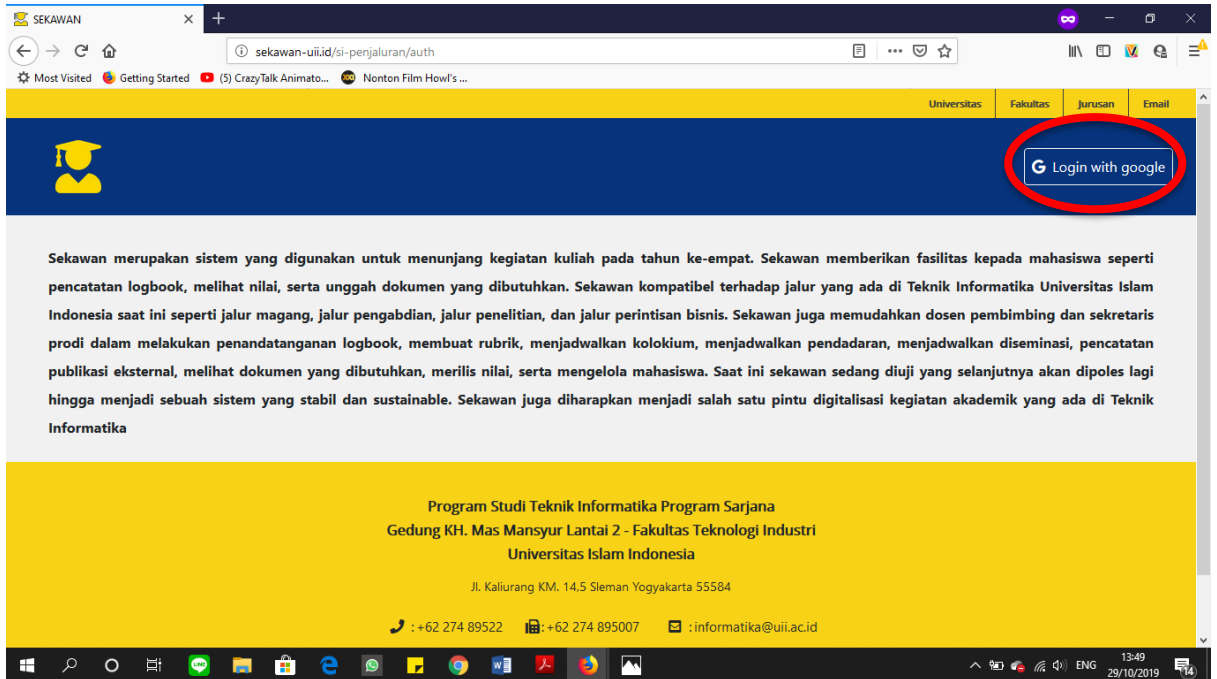 SEKAWAN
sekawan-uii.id/si-penjaluran/auth
Most Visited Getting Started (5) CrazyTalk Animato... Nonton Film Howl's ...
Universitas Fakultas Jurusan Email
G Login with google
Sekawan merupakan sistem yang digunakan untuk menunjang kegiatan kuliah pada tahun ke-empat. Sekawan memberikan fasilitas kepada mahasiswa seperti
pencatatan logbook, melihat nilai, serta unggah dokumen yang dibutuhkan. Sekawan kompatibel terhadap jalur yang ada di Teknik Informatika Universitas Islam
Indonesia saat ini seperti jalur magang, jalur pengabdian, jalur penelitian, dan jalur perintisan bisnis. Sekawan juga memudahkan dosen pembimbing dan sekretaris
prodi dalam melakukan penandatanganan logbook, membuat rubrik, menjadwalkan kolokium, menjadwalkan pendadaran, menjadwalkan diseminasi, pencatatan
publikasi eksternal, melihat dokumen yang dibutuhkan, merilis nilai, serta mengelola mahasiswa. Saat ini sekawan sedang diuji yang selanjutnya akan dipoles lagi
hingga menjadi sebuah sistem yang stabil dan sustainable. Sekawan juga diharapkan menjadi salah satu pintu digitalisasi kegiatan akademik yang ada di Teknik
Informatika
Program Studi Teknik Informatika Program Sarjana
Gedung KH. Mas Mansyur Lantai 2 - Fakultas Teknologi Industri
Universitas Islam Indonesia
Jl. Kaliurang KM. 14,5 Sleman Yogyakarta 55584
: +62 274 89522 : +62 274 895007 : informatika@uii.ac.id
ENG 13:49
29/10/2019 14